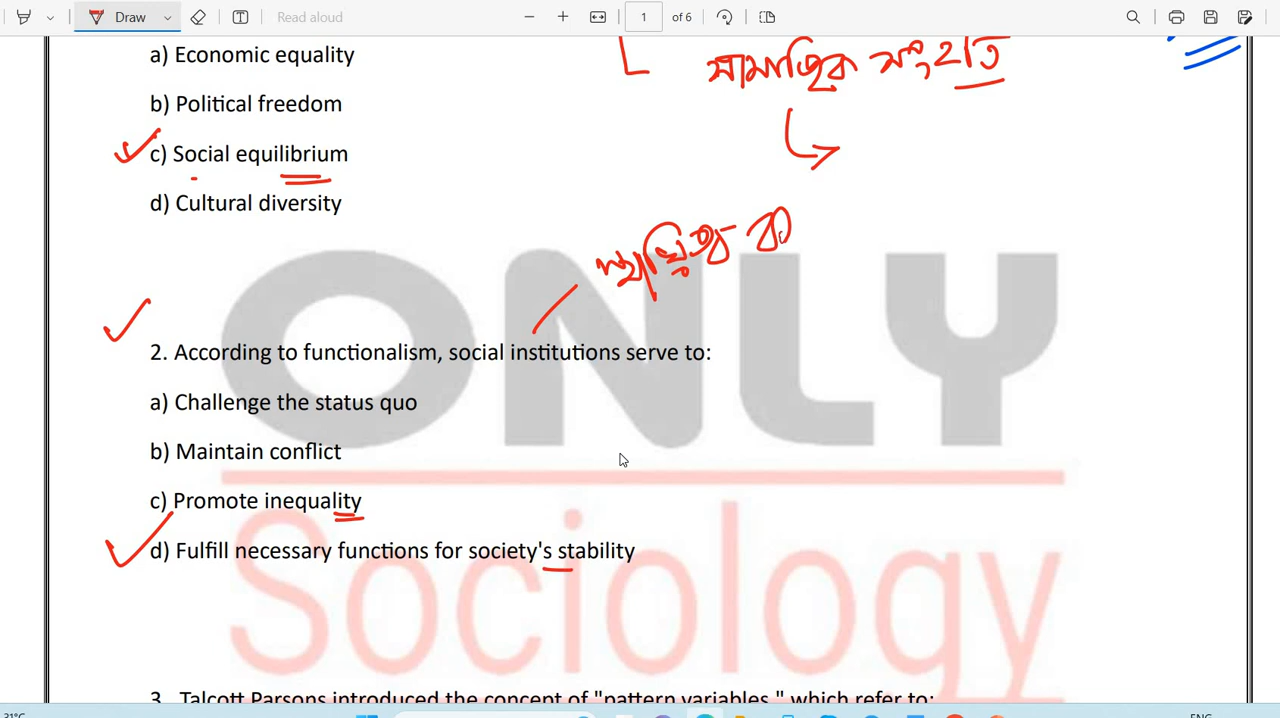 Draw
Read aloud
1
of 6
a) Economic equality
সামাজিক সংহতি
b) Political freedom
c) Social equilibrium
d) Cultural diversity
ONLY
2. According to functionalism, social institutions serve to:
a) Challenge the status quo
b) Maintain conflict
c) Promote inequality
Sociology
d) Fulfill necessary functions for society's stability
3. Talcott Parsons introduced the concept of "pattern variables," which refer to:
31°C
ENG